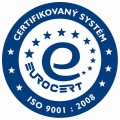 CERTIFIKOVANÝ SYSTÉM
e
EUROCERT
ISO 9001 : 2008